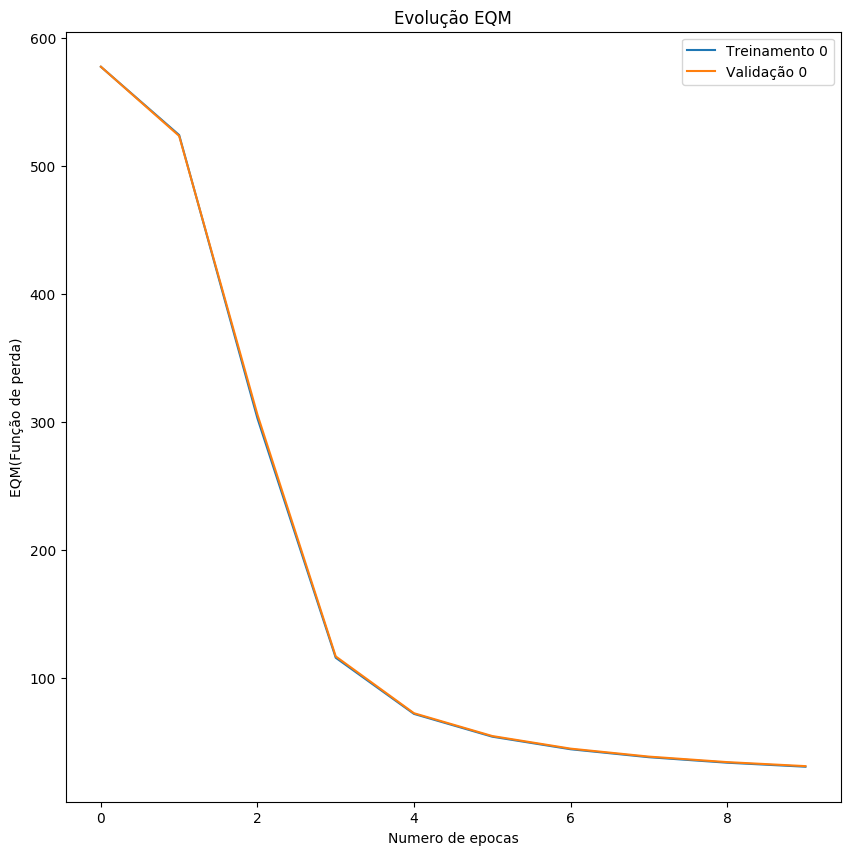 Evolução EQM
Treinamento 0
Validação 0
600
500
400
300
200
100
EQM(Função de perda)
0
2
4
6
8
Numero de epocas